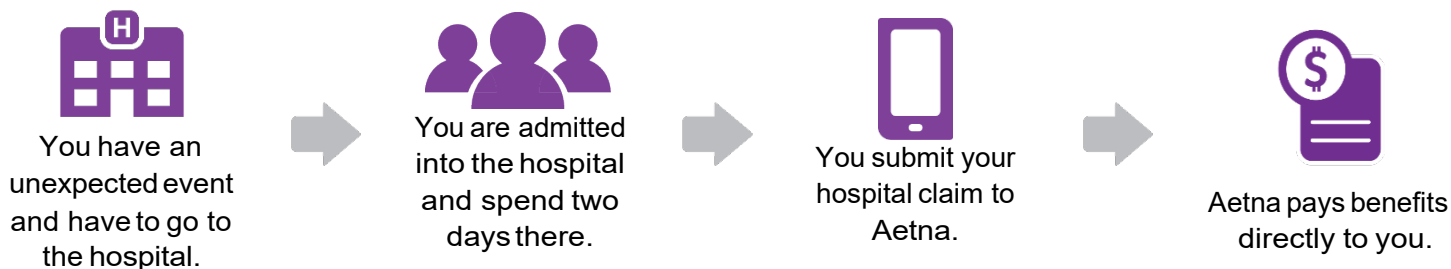 H
You have an
unexpected event
and have to go to
the hospital.
You are admitted
into the hospital
and spend two
days there.
You submit your
hospital claim to
Aetna.
$
Aetna pays benefits
directly to you.